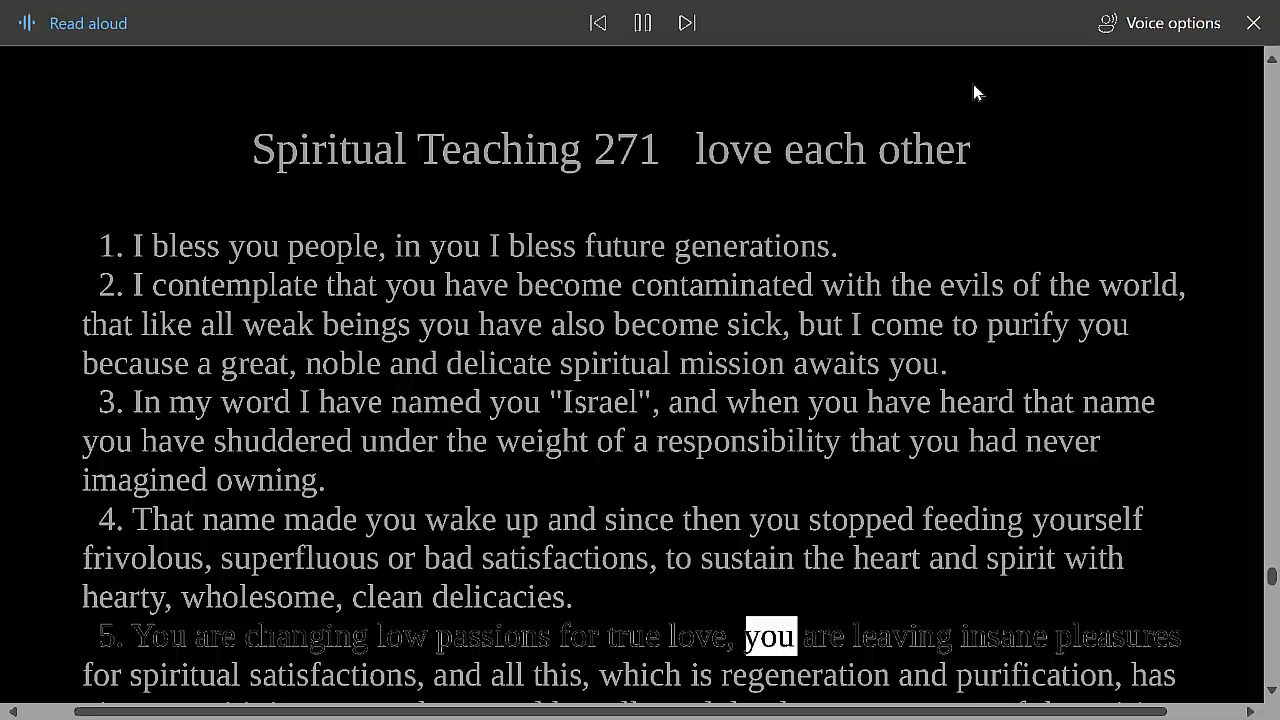 Read aloud
Voice options
Spiritual Teaching 271 love each other
1. I bless you people, in you I bless future generations.
2. I contemplate that you have become contaminated with the evils of the world,
that like all weak beings you have also become sick, but I come to purify you
because a great, noble and delicate spiritual mission awaits you.
3. In my word I have named you "Israel", and when you have heard that name
you have shuddered under the weight of a responsibility that you had never
imagined owning.
4. That name made you wake up and since then you stopped feeding yourself
frivolous, superfluous or bad satisfactions, to sustain the heart and spirit with
hearty, wholesome, clean delicacies.
5. You are changing low passions for true love, you are leaving insane pleasures
for spiritual satisfactions, and all this, which is regeneration and purification, has